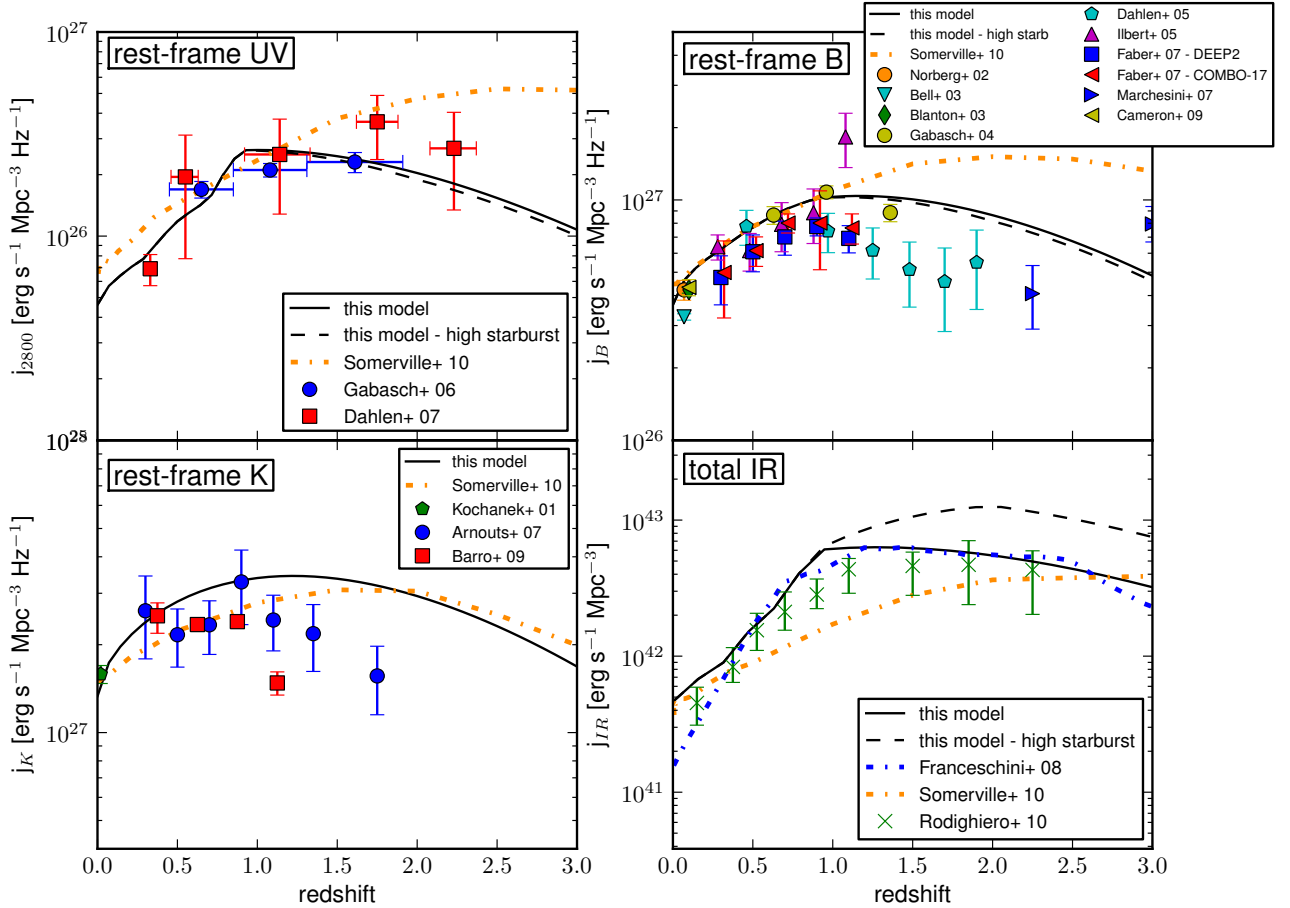 10^27
rest-frame UV
10^26
j_2800 [erg s^−1 Mpc^−3 Hz^−1]
this model
this model - high starburst
Somerville+ 10
Gabasch+ 06
Dahlen+ 07
rest-frame B
this model
this model - high starb
Somerville+ 10
Norberg+ 02
Bell+ 03
Blanton+ 03
Gabasch+ 04
Dahlen+ 05
Ilbert+ 05
Faber+ 07 - DEEP2
Faber+ 07 - COMBO-17
Marchesini+ 07
Cameron+ 09
10^27
10^26
j_B [erg s^−1 Mpc^−3 Hz^−1]
10^28
rest-frame K
this model
Somerville+ 10
Kochanek+ 01
Arnouts+ 07
Barro+ 09
10^27
j_K [erg s^−1 Mpc^−3 Hz^−1]
0.0 0.5 1.0 1.5 2.0 2.5 3.0
redshift
total IR
10^43
10^42
10^41
j_IR [erg s^−1 Mpc^−3]
this model
this model - high starburst
Franceschini+ 08
Somerville+ 10
Rodighiero+ 10
0.0 0.5 1.0 1.5 2.0 2.5 3.0
redshift